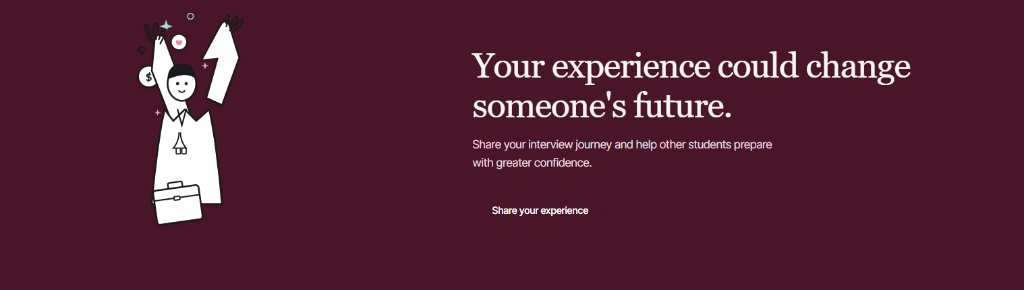 Your experience could change
someone's future.
Share your interview journey and help other students prepare
with greater confidence.
Share your experience
$